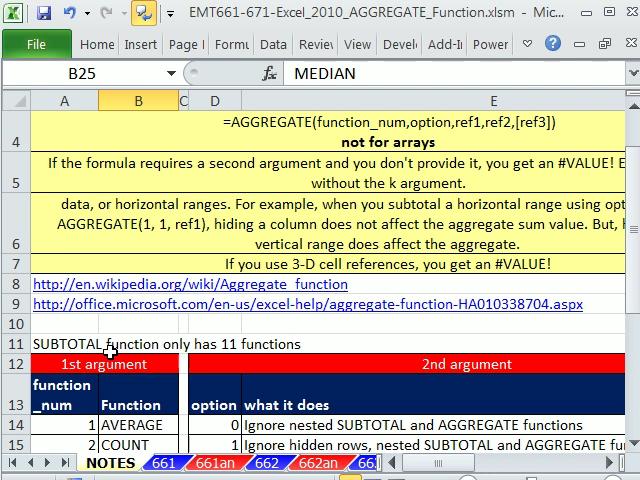 EMT661-671-Excel_2010_AGGREGATE_Function.xlsm - Mic...
File Home Insert Page Formu Data Review View Develo Add-I Power
B25 fx MEDIAN
A B C D E
=AGGREGATE(function_num,option,ref1,ref2,[ref3])
4 not for arrays
If the formula requires a second argument and you don't provide it, you get an #VALUE! E
5 without the k argument.
data, or horizontal ranges. For example, when you subtotal a horizontal range using opt
AGGREGATE(1, 1, ref1), hiding a column does not affect the aggregate sum value. But, h
6 vertical range does affect the aggregate.
7 If you use 3-D cell references, you get an #VALUE!
8 http://en.wikipedia.org/wiki/Aggregate_function
9 http://office.microsoft.com/en-us/excel-help/aggregate-function-HA010338704.aspx
10
11 SUBTOTAL function only has 11 functions
12 1st argument 2nd argument
function
13 _num Function option what it does
14 1 AVERAGE 0 Ignore nested SUBTOTAL and AGGREGATE functions
15 2 COUNT 1 Ignore hidden rows, nested SUBTOTAL and AGGREGATE fu
NOTES 661 661an 662 662an 66